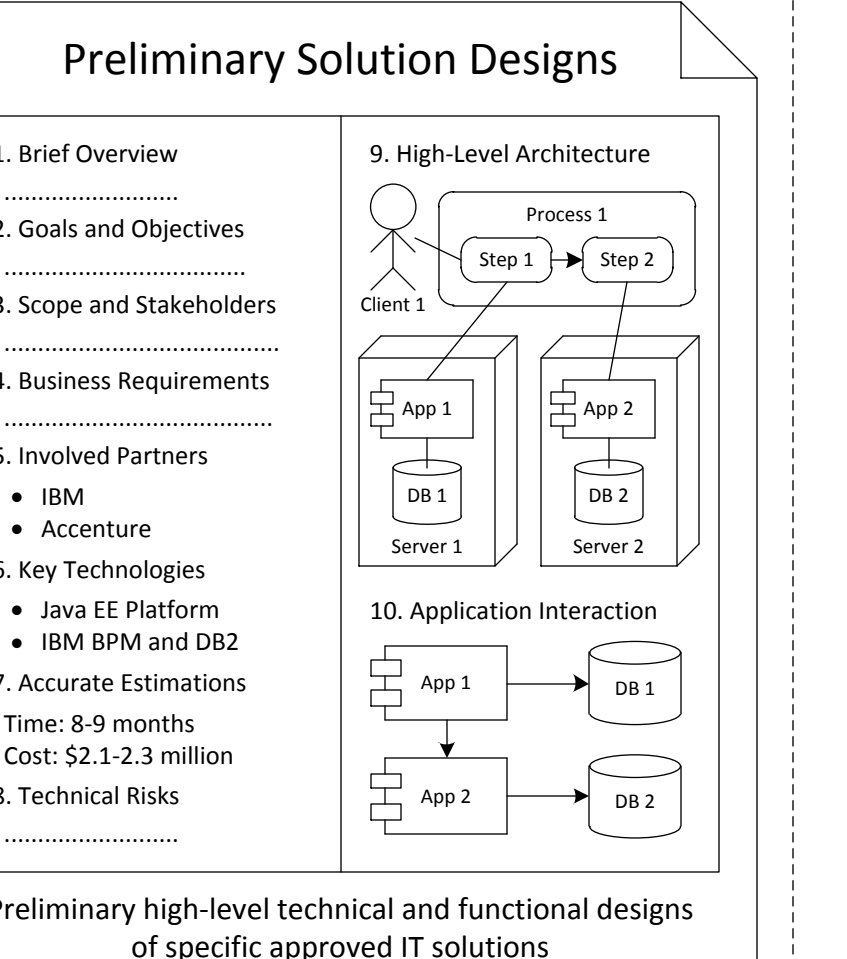 Preliminary Solution Designs
1. Brief Overview
..........................
2. Goals and Objectives
....................................
3. Scope and Stakeholders
.........................................
4. Business Requirements
........................................
5. Involved Partners
• IBM
• Accenture
6. Key Technologies
• Java EE Platform
• IBM BPM and DB2
7. Accurate Estimations
Time: 8-9 months
Cost: $2.1-2.3 million
8. Technical Risks
..........................
9. High-Level Architecture
Process 1
Step 1
Step 2
Client 1
App 1
App 2
DB 1
DB 2
Server 1
Server 2
10. Application Interaction
App 1
DB 1
App 2
DB 2
Preliminary high-level technical and functional designs
of specific approved IT solutions